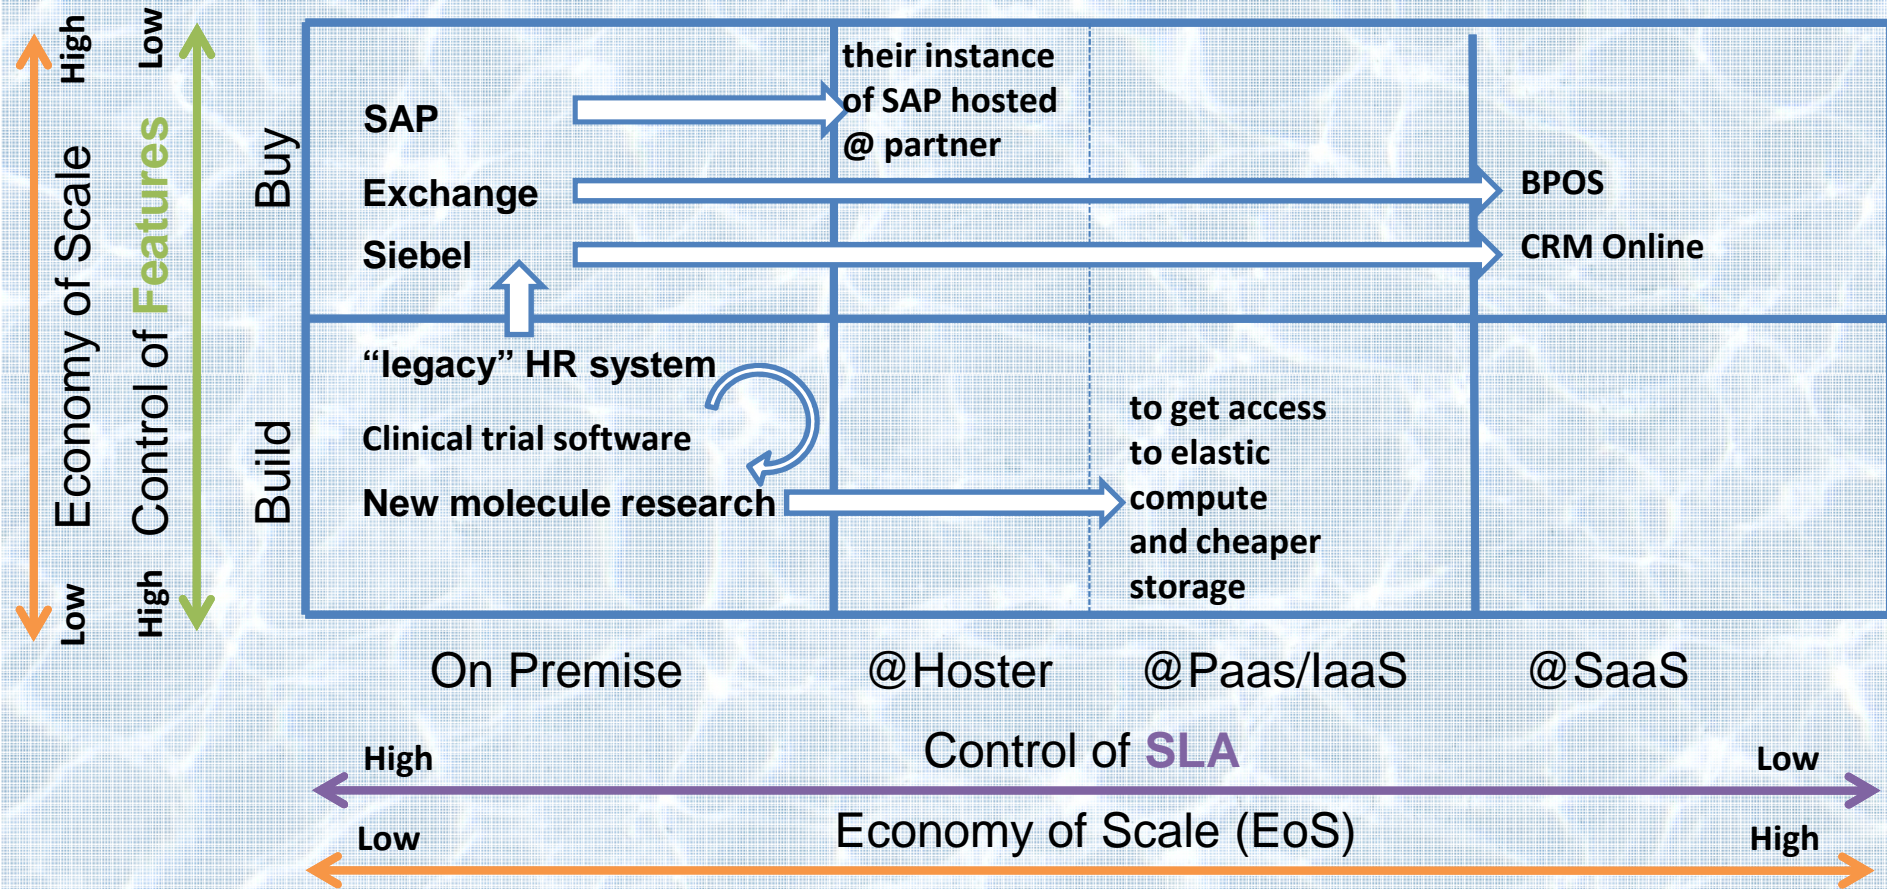 High
Low
Economy of Scale
Control of Features
Low
High
Buy
Build
SAP
their instance
of SAP hosted
@ partner
Exchange
BPOS
Siebel
CRM Online
“legacy” HR system
Clinical trial software
New molecule research
to get access
to elastic
compute
and cheaper
storage
On Premise
@Hoster
@Paas/IaaS
@SaaS
High
Control of SLA
Low
Low
Economy of Scale (EoS)
High